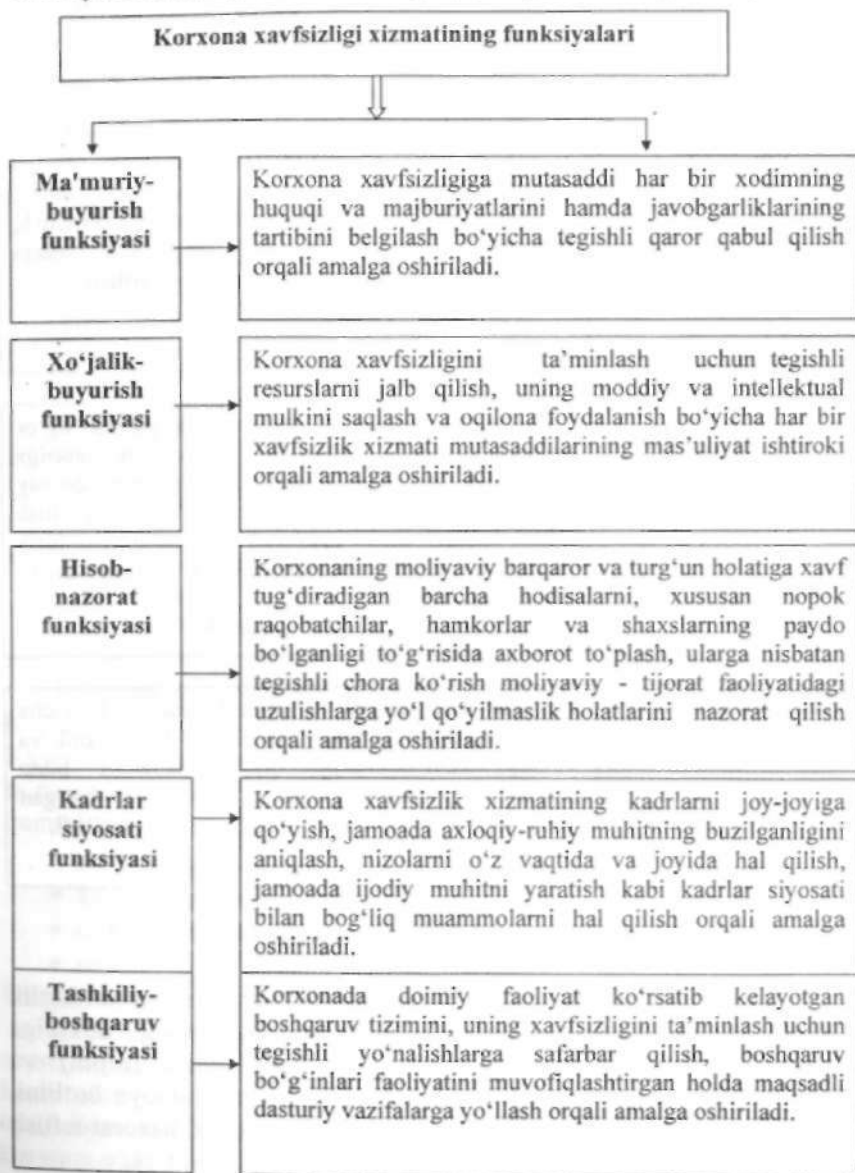 Korxona xavfsizligi xizmatining funksiyalari
Ma'muriy-
buyurish
funksiyasi
Korxona xavfsizligiga mutasaddi har bir xodimning
huquqi va majburiyatlarini hamda javobgarliklarining
tartibini belgilash bo‘yicha tegishli qaror qabul qilish
orqali amalga oshiriladi.
Xo‘jalik-
buyurish
funksiyasi
Korxona xavfsizligini ta’minlash uchun tegishli
resurslarni jalb qilish, uning moddiy va intellektual
mulkini saqlash va oqilona foydalanish bo‘yicha har bir
xavfsizlik xizmati mutasaddilarining mas’uliyat ishtiroki
orqali amalga oshiriladi.
Hisob-
nazorat
funksiyasi
Korxonaning moliyaviy barqaror va turg‘un holatiga xavf
tug‘diradigan barcha hodisalarni, xususan nopok
raqobatchilar, hamkorlar va shaxslarning paydo
bo‘lganligi to‘g‘risida axborot to‘plash, ularga nisbatan
tegishli chora ko‘rish moliyaviy - tijorat faoliyatidagi
uzulishlarga yo‘l qo‘yilmaslik holatlarini nazorat qilish
orqali amalga oshiriladi.
Kadrlar
siyosati
funksiyasi
Korxona xavfsizlik xizmatining kadrlarni joy-joyiga
qo‘yish, jamoada axloqiy-ruhiy muhitning buzilganligini
aniqlash, nizolarni o‘z vaqtida va joyida hal qilish,
jamoada ijodiy muhitni yaratish kabi kadrlar siyosati
bilan bog‘liq muammolarni hal qilish orqali amalga
oshiriladi.
Tashkiliy-
boshqaruv
funksiyasi
Korxonada doimiy faoliyat ko‘rsatib kelayotgan
boshqaruv tizimini, uning xavfsizligini ta’minlash uchun
tegishli yo‘nalishlarga safarbar qilish, boshqaruv
bo‘g‘inlari faoliyatini muvofiqlashtirgan holda maqsadli
dasturiy vazifalarga yo‘llash orqali amalga oshiriladi.